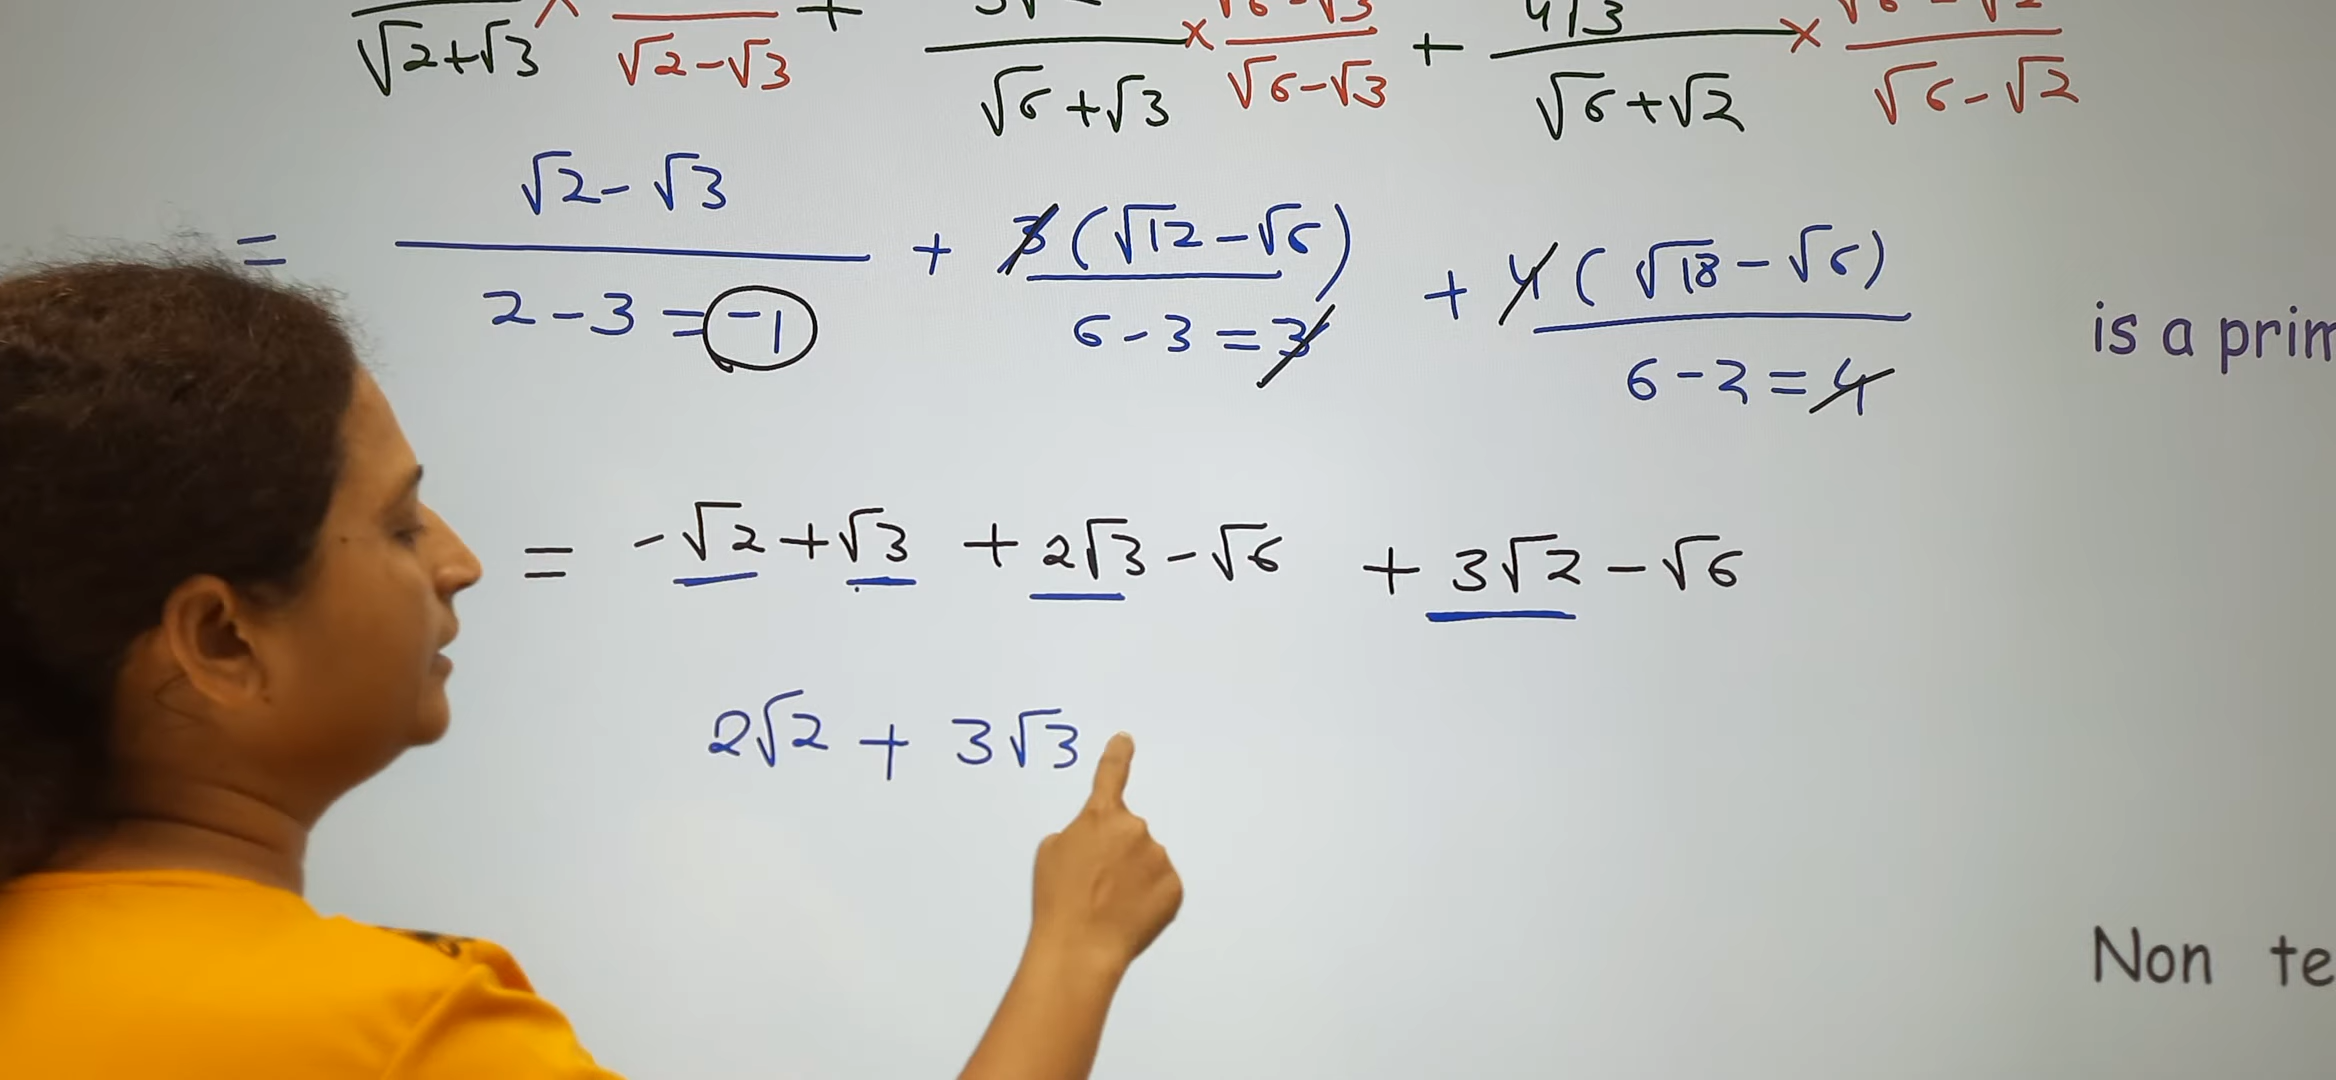 √2+√3 × √2-√3 + √6+√3 × √6-√3 + 4√3 √6+√2 × √6-√2
= √2-√3 / 2-3=-1 + 3(√12-√6) / 6-3=3 + 4(√18-√6) / 6-2=4
is a prim
= -√2+√3 +2√3-√6 +3√2-√6
2√2 + 3√3
Non te